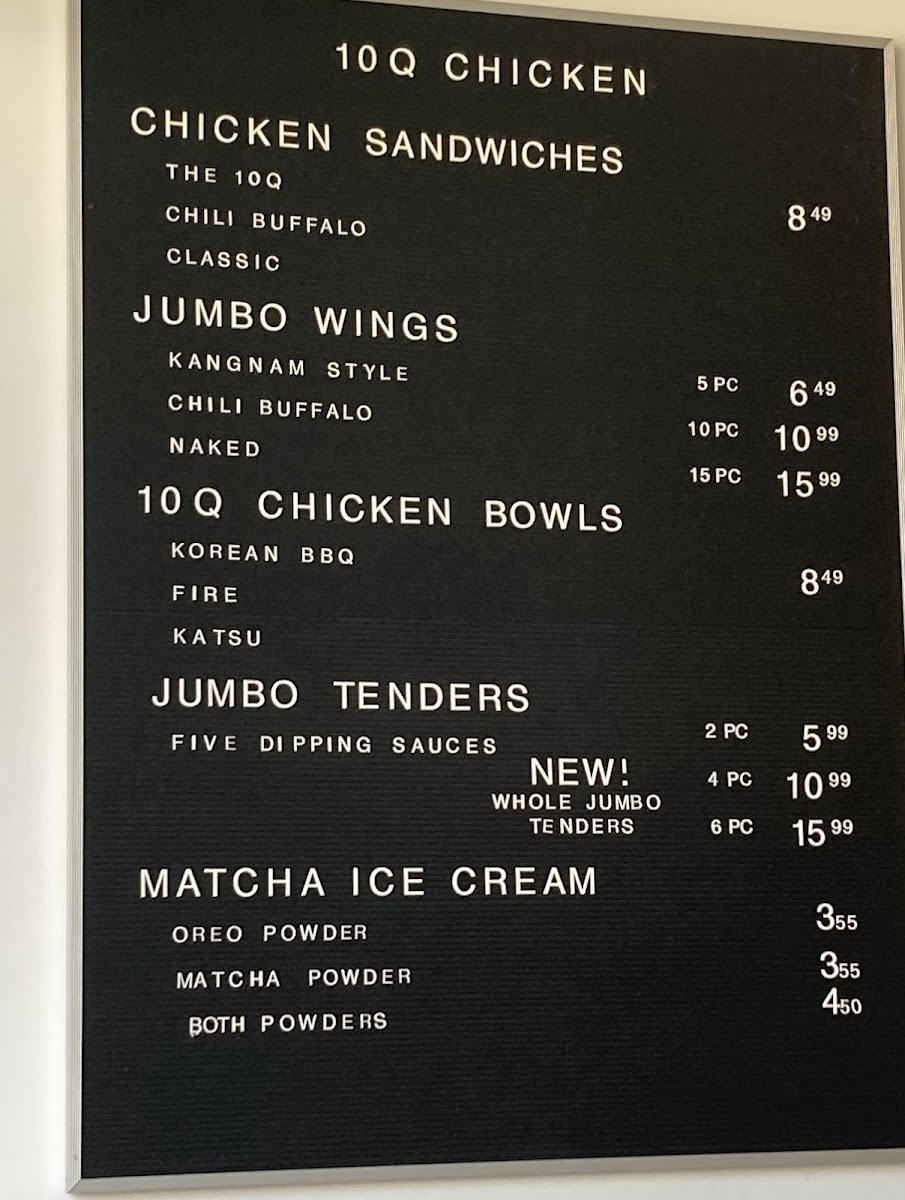 10 Q CHICKEN
CHICKEN SANDWICHES
THE 10Q
CHILI BUFFALO 8 49
CLASSIC
JUMBO WINGS
KANGNAM STYLE 5 PC 6 49
CHILI BUFFALO 10 PC 10 99
NAKED 15 PC 15 99
10 Q CHICKEN BOWLS
KOREAN BBQ
FIRE 8 49
KATSU
JUMBO TENDERS
FIVE DIPPING SAUCES 2 PC 5 99
NEW! 4 PC 10 99
WHOLE JUMBO
TENDERS 6 PC 15 99
MATCHA ICE CREAM
OREO POWDER 3 55
MATCHA POWDER 3 55
BOTH POWDERS 4 50